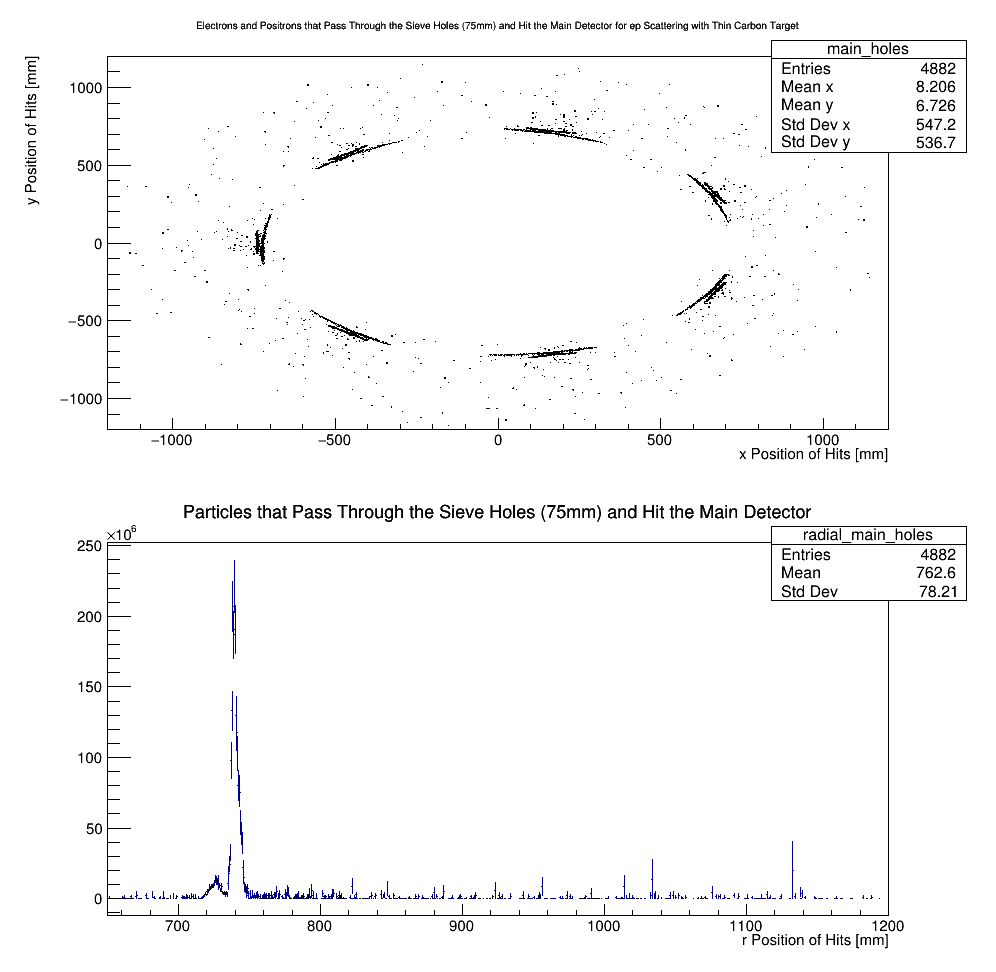 Electrons and Positrons that Pass Through the Sieve Holes (75mm) and Hit the Main Detector for ep Scattering with Thin Carbon Target
y Position of Hits [mm]
main_holes
Entries 4882
Mean x 8.206
Mean y 6.726
Std Dev x 547.2
Std Dev y 536.7
1000
500
0
−500
−1000
−1000 −500 0 500 1000
x Position of Hits [mm]
Particles that Pass Through the Sieve Holes (75mm) and Hit the Main Detector
×10⁶
radial_main_holes
Entries 4882
Mean 762.6
Std Dev 78.21
250
200
150
100
50
0
700 800 900 1000 1100 1200
r Position of Hits [mm]